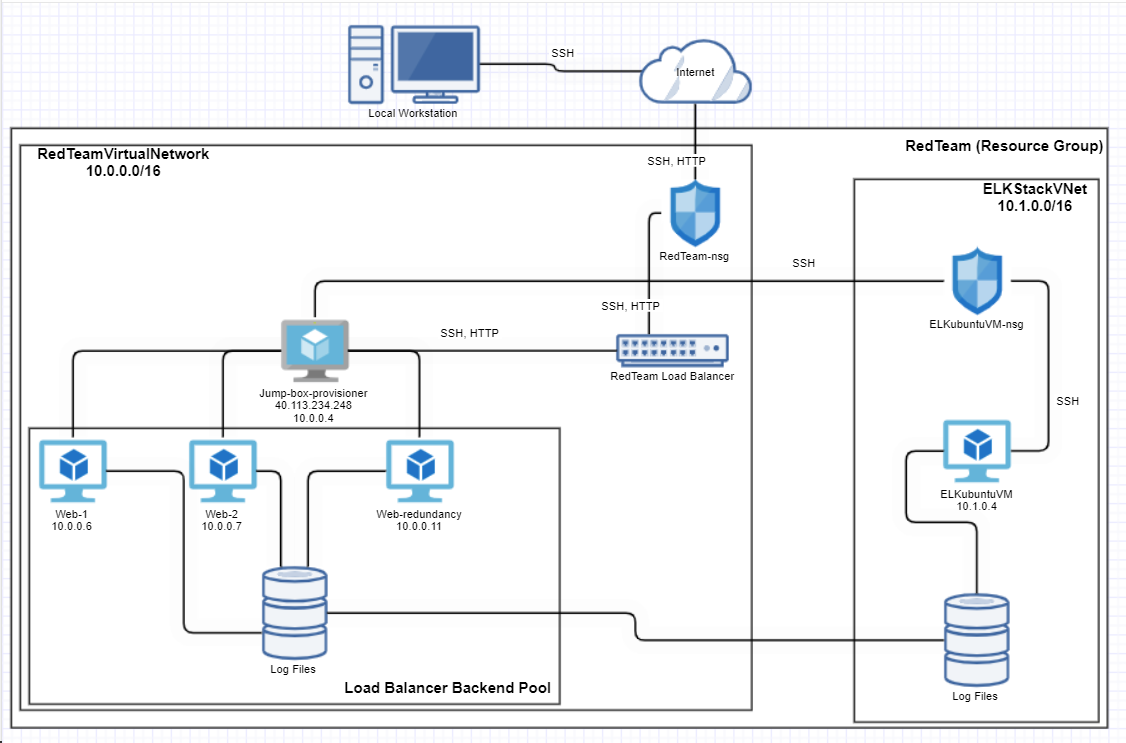 SSH
Internet
Local Workstation
RedTeamVirtualNetwork
10.0.0.0/16
RedTeam (Resource Group)
SSH, HTTP
ELKStackVNet
10.1.0.0/16
RedTeam-nsg
SSH
SSH, HTTP
ELKubuntuVM-nsg
SSH, HTTP
RedTeam Load Balancer
Jump-box-provisioner
40.113.234.248
10.0.0.4
SSH
Web-1
10.0.0.6
Web-2
10.0.0.7
Web-redundancy
10.0.0.11
ELKubuntuVM
10.1.0.4
Log Files
Load Balancer Backend Pool
Log Files